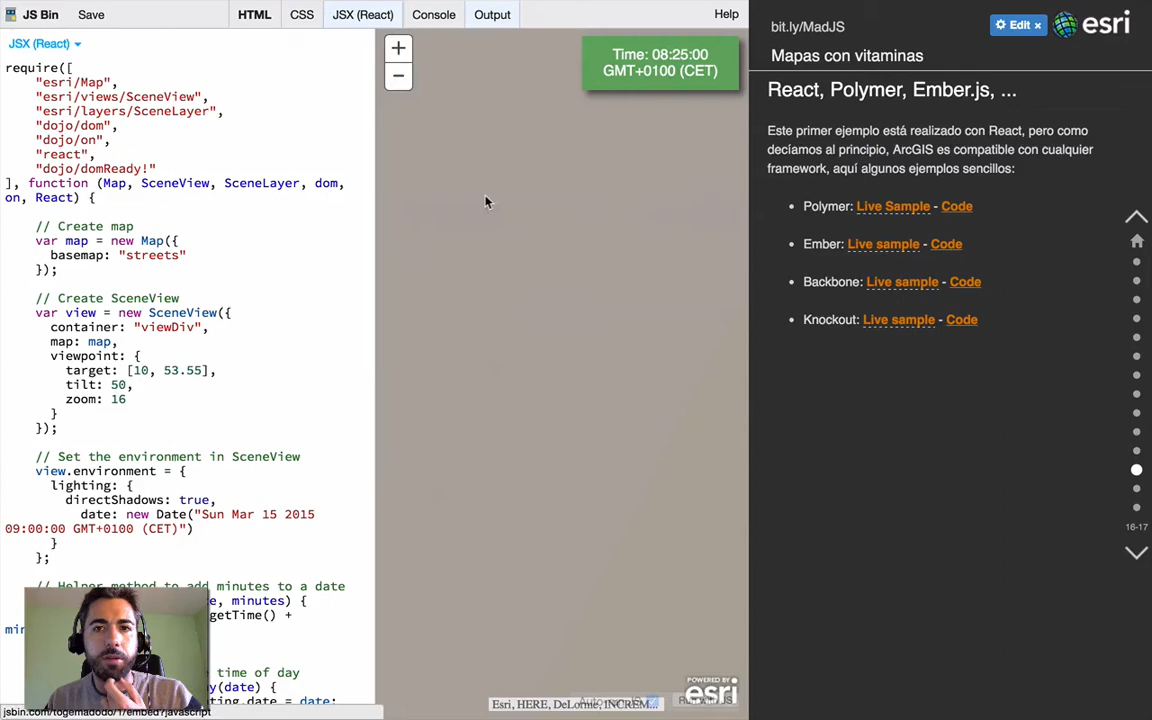 JS Bin Save HTML CSS JSX (React) Console Output Help
JSX (React)
require([
"esri/Map",
"esri/views/SceneView",
"esri/layers/SceneLayer",
"dojo/dom",
"dojo/on",
"react",
"dojo/domReady!"
], function (Map, SceneView, SceneLayer, dom,
on, React) {
// Create map
var map = new Map({
basemap: "streets"
});
// Create SceneView
var view = new SceneView({
container: "viewDiv",
map: map,
viewpoint: {
target: [10, 53.55],
tilt: 50,
zoom: 16
}
});
// Set the environment in SceneView
view.environment = {
lighting: {
directShadows: true,
date: new Date("Sun Mar 15 2015
09:00:00 GMT+0100 (CET)")
}
};
// Helper method to add minutes to a date
minutes) {
getTime() +
time of day
(date) {
date;
jsbin.com/togemadodo/1/embed?javascript
+
−
Time: 08:25:00
GMT+0100 (CET)
POWERED BY
esri
Esri, HERE, DeLorme, INCREM...
bit.ly/MadJS
Edit ×
esri
Mapas con vitaminas
React, Polymer, Ember.js, ...
Este primer ejemplo está realizado con React, pero como
decíamos al principio, ArcGIS es compatible con cualquier
framework, aquí algunos ejemplos sencillos:
• Polymer: Live Sample - Code
• Ember: Live sample - Code
• Backbone: Live sample - Code
• Knockout: Live sample - Code
16-17